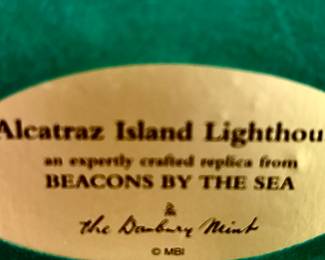 Alcatraz Island Lighthou
an expertly crafted replica from
BEACONS BY THE SEA
&
The Danbury Mint
© MBI